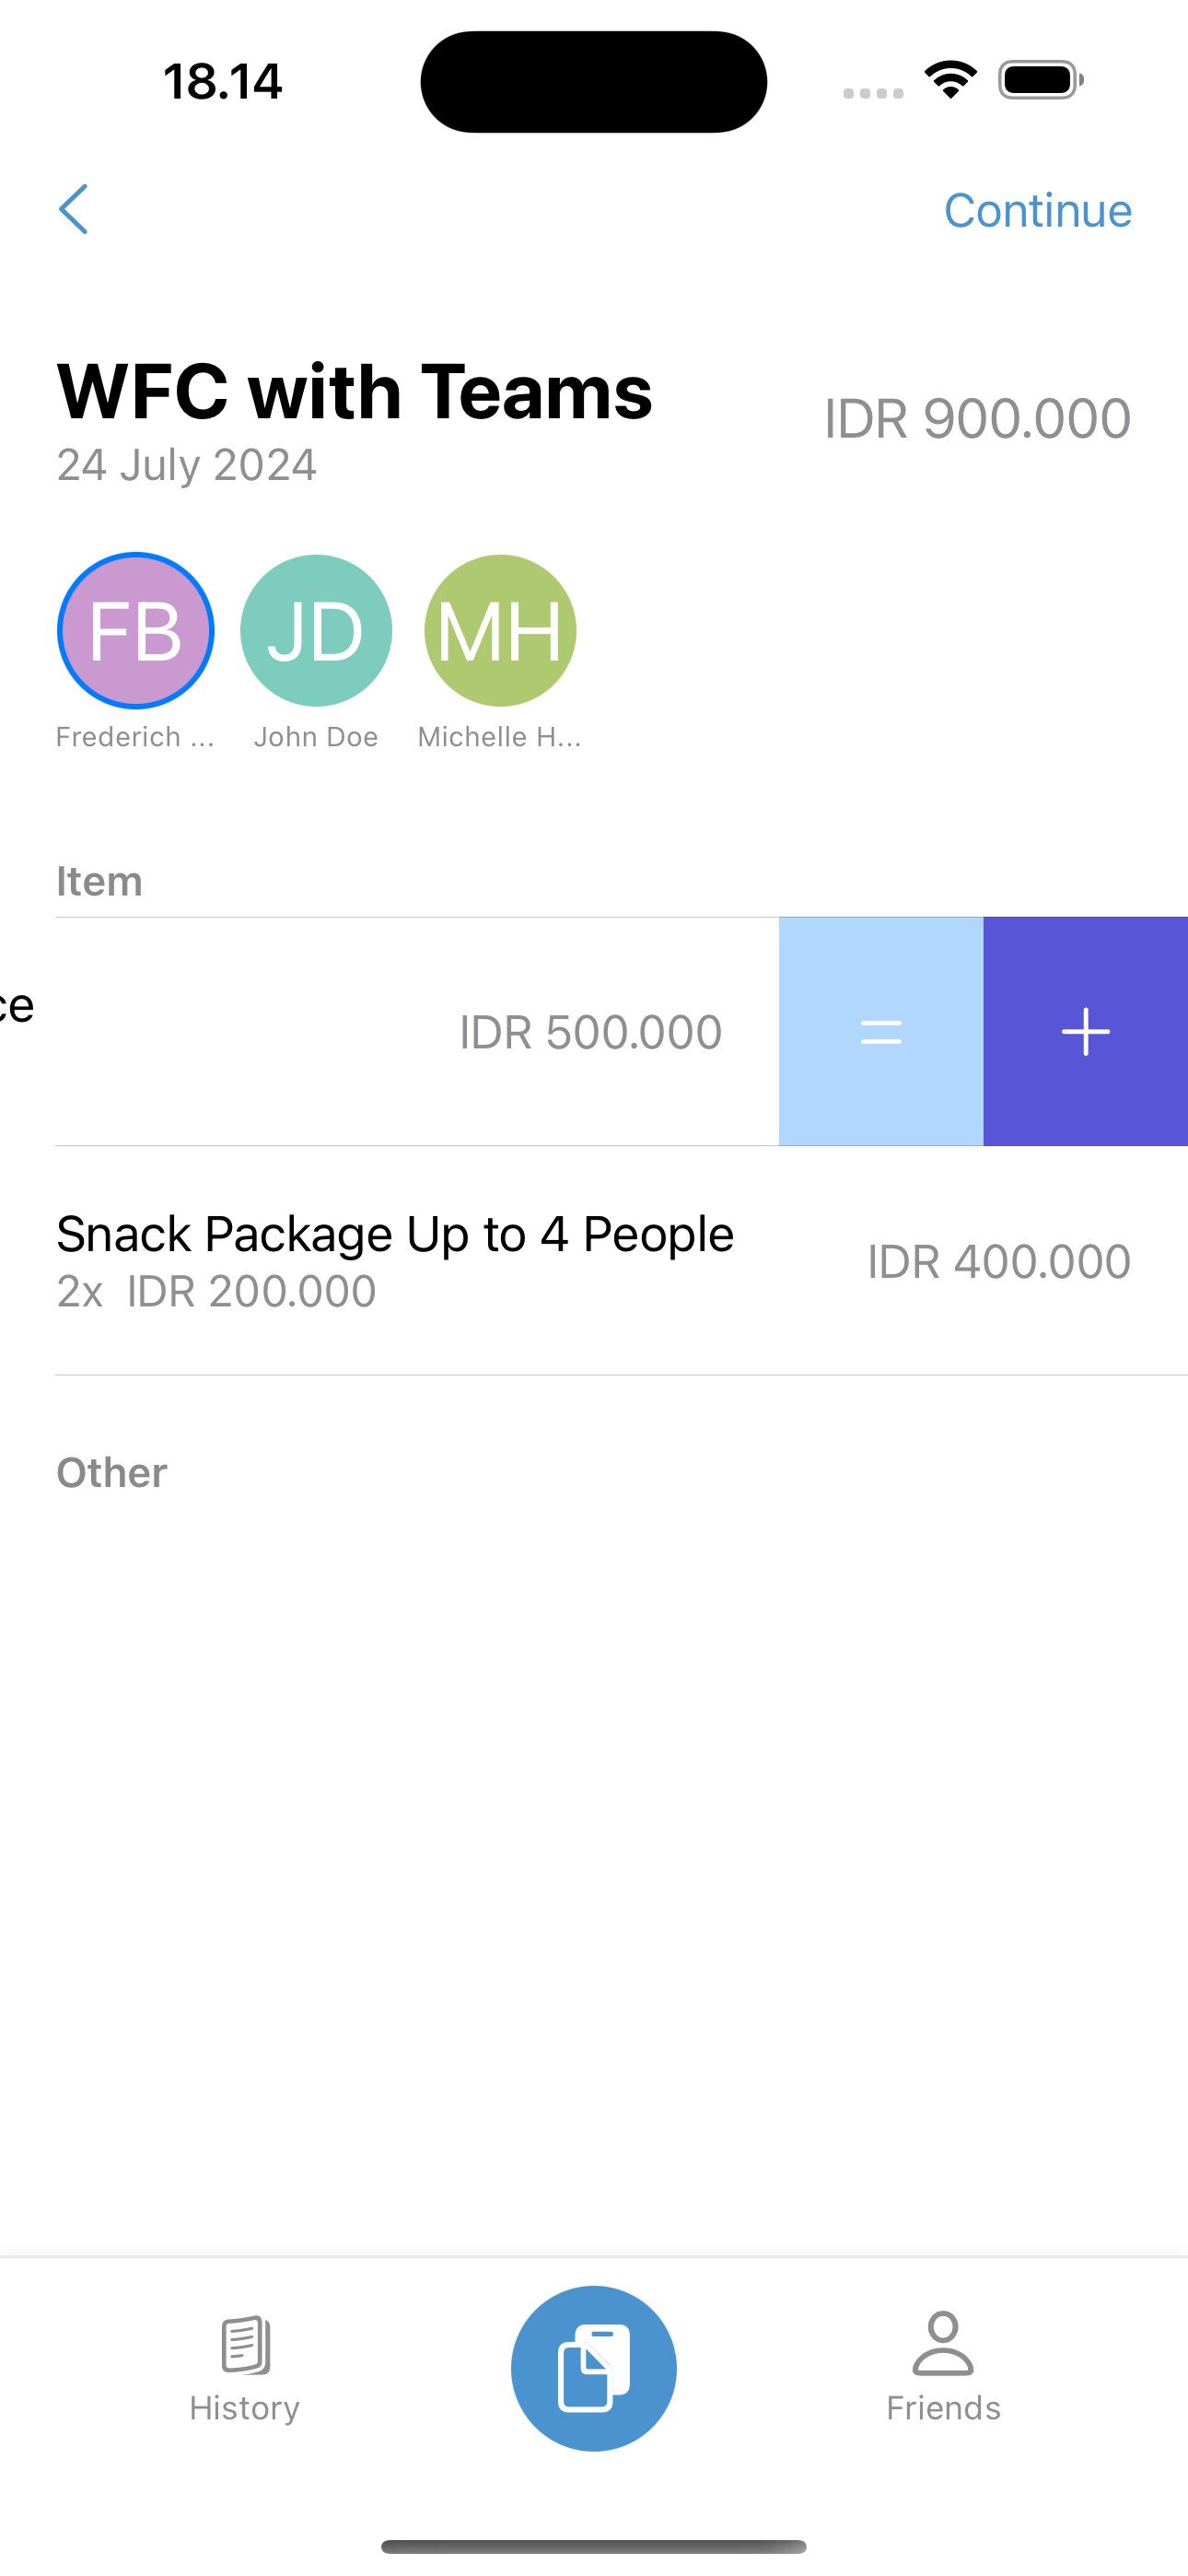 18.14
Continue
WFC with Teams
IDR 900.000
24 July 2024
FB JD MH
Frederich ... John Doe Michelle H...
Item
ce
IDR 500.000
= +
Snack Package Up to 4 People
IDR 400.000
2x IDR 200.000
Other
History Friends